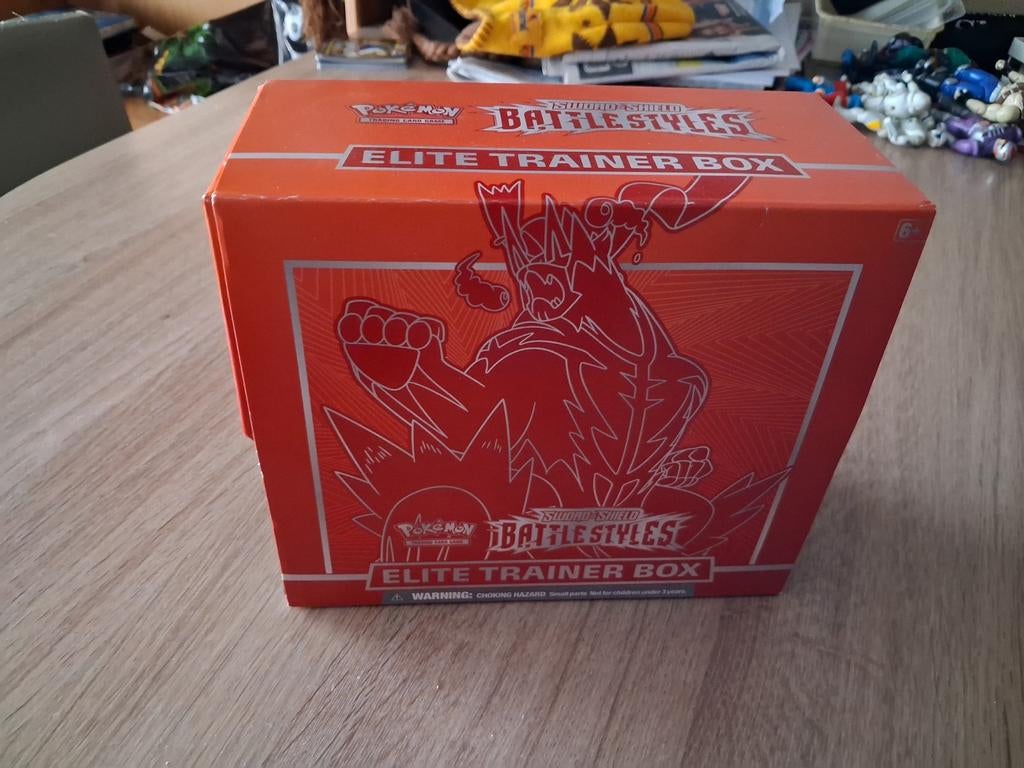 Pokémon
TRADING CARD GAME
SWORD & SHIELD
BATTLE STYLES
ELITE TRAINER BOX
6+
Pokémon
TRADING CARD GAME
SWORD & SHIELD
BATTLE STYLES
ELITE TRAINER BOX
WARNING: CHOKING HAZARD Small parts Not for children under 3 years.